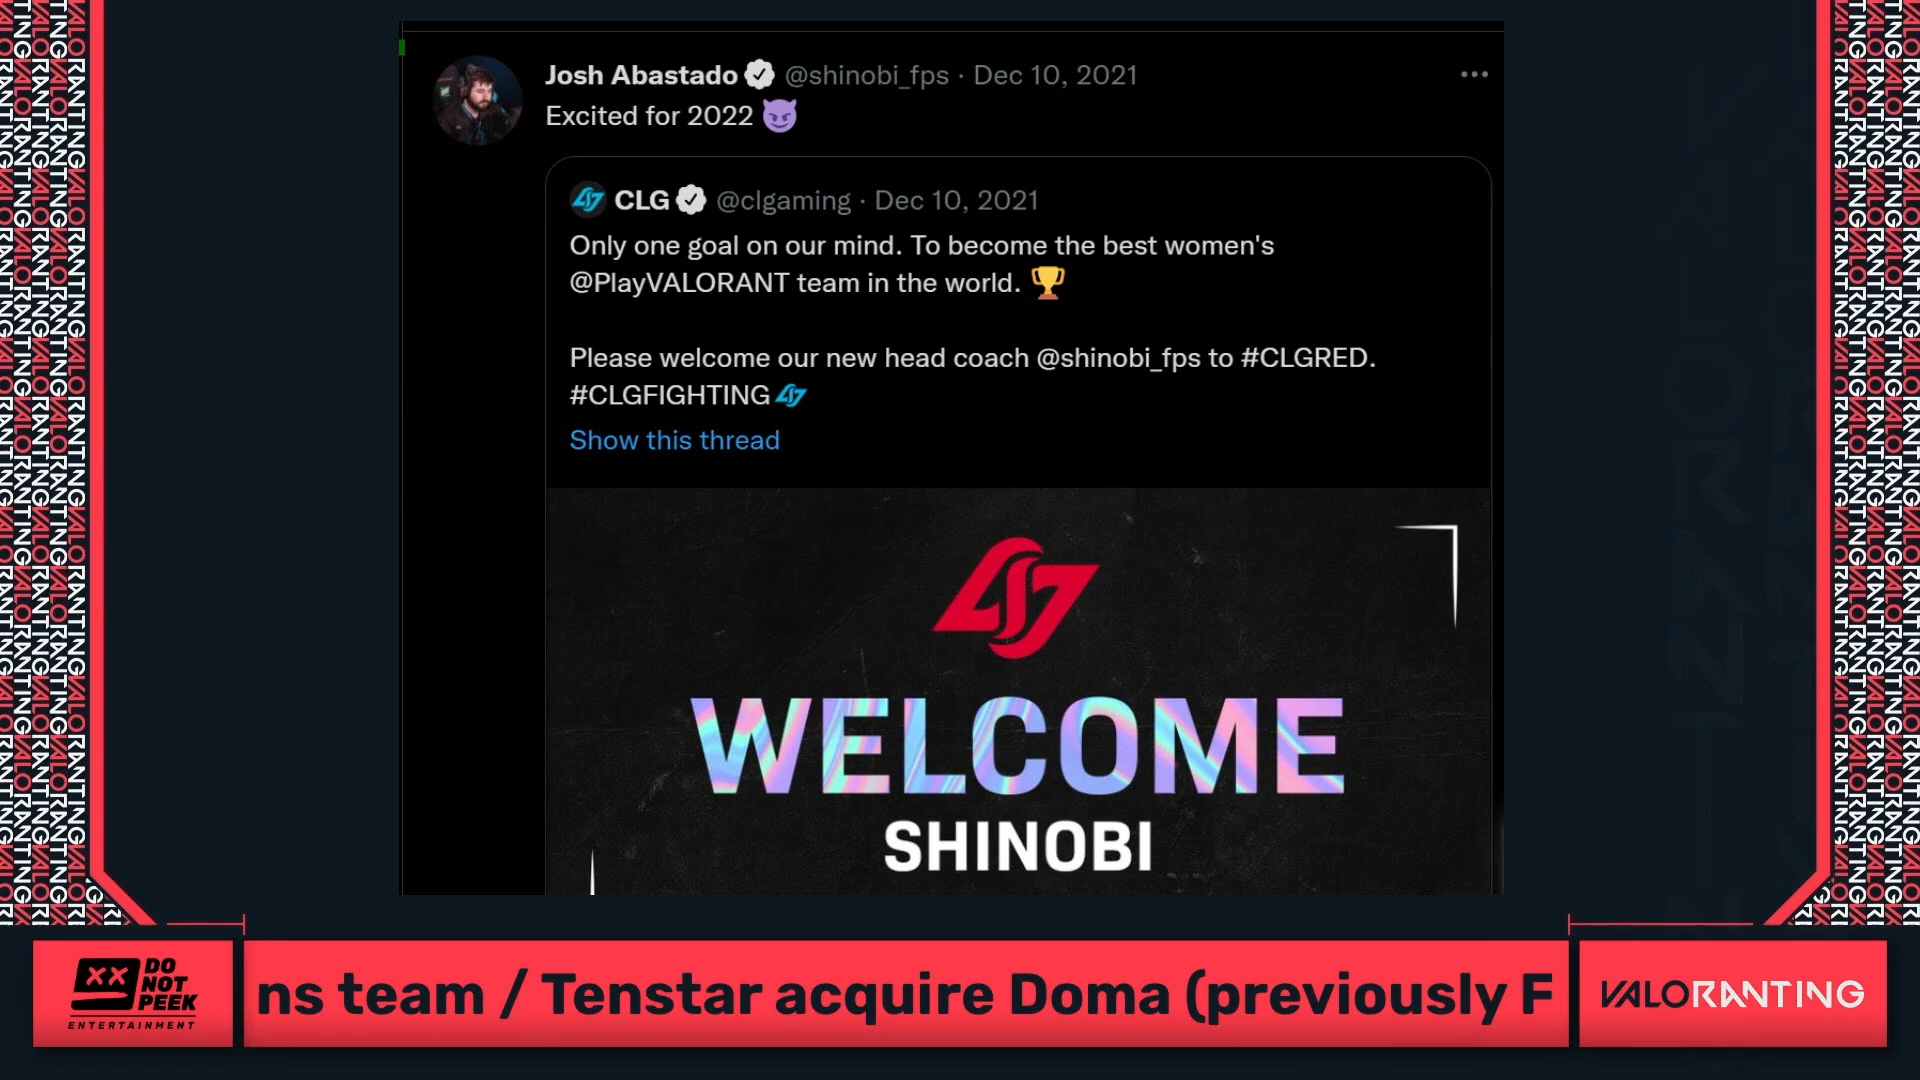 Josh Abastado @shinobi_fps · Dec 10, 2021
Excited for 2022 😈
CLG @clgaming · Dec 10, 2021
Only one goal on our mind. To become the best women's
@PlayVALORANT team in the world. 🏆
Please welcome our new head coach @shinobi_fps to #CLGRED.
#CLGFIGHTING
Show this thread
WELCOME
SHINOBI
DO
NOT
PEEK
ENTERTAINMENT
ns team / Tenstar acquire Doma (previously F
VALORANTING